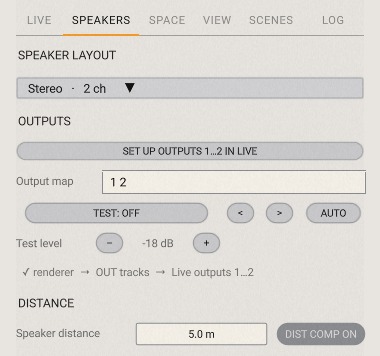 LIVE SPEAKERS SPACE VIEW SCENES LOG
SPEAKER LAYOUT
Stereo · 2 ch ▼
OUTPUTS
SET UP OUTPUTS 1…2 IN LIVE
Output map 1 2
TEST: OFF < > AUTO
Test level − -18 dB +
✓ renderer → OUT tracks → Live outputs 1…2
DISTANCE
Speaker distance 5.0 m DIST COMP ON